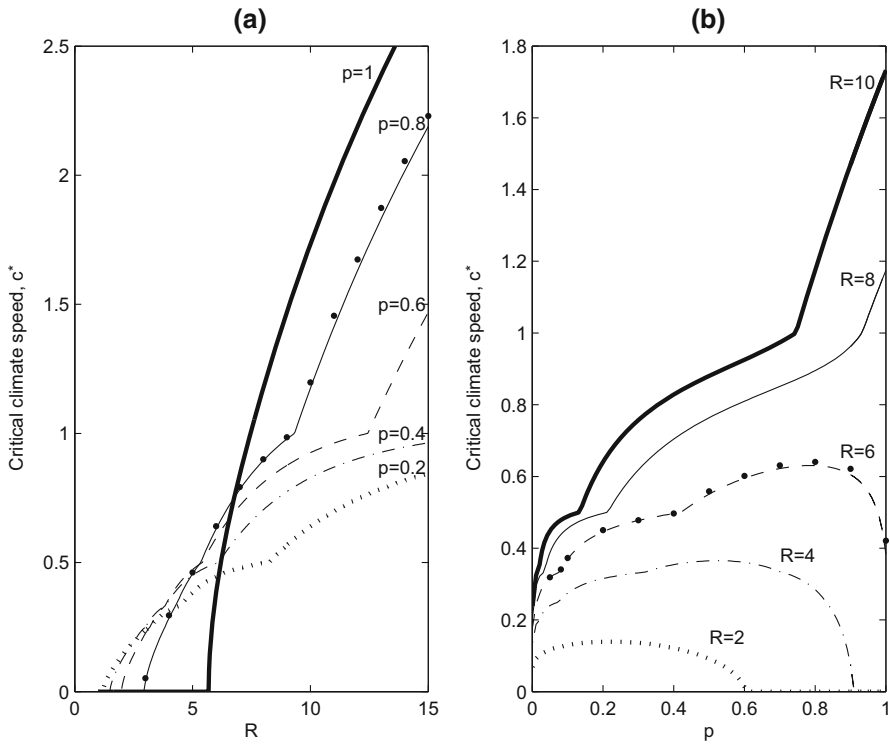 (a)
2.5
2
1.5
1
0.5
0
0
5
10
15
R
Critical climate speed, c*
p=1
p=0.8
p=0.6
p=0.4
p=0.2
(b)
1.8
1.6
1.4
1.2
1
0.8
0.6
0.4
0.2
0
0
0.2
0.4
0.6
0.8
1
p
Critical climate speed, c*
R=10
R=8
R=6
R=4
R=2